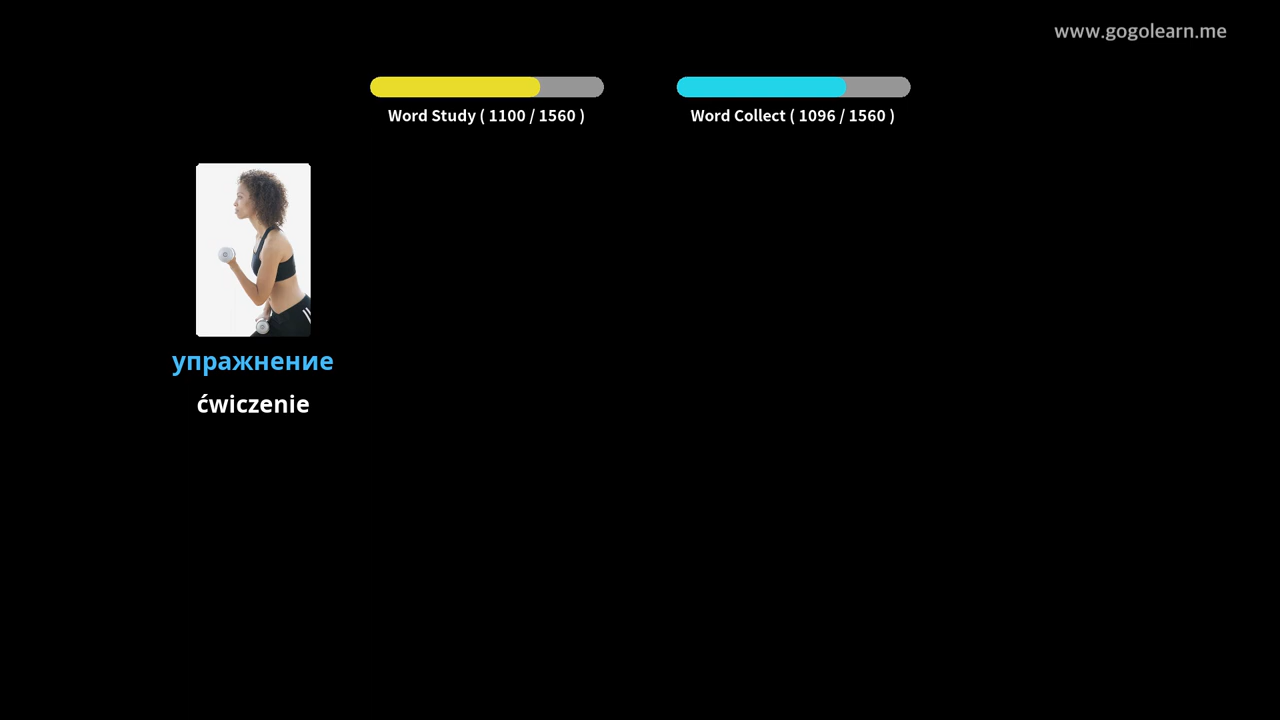 www.gogolearn.me
Word Study ( 1100 / 1560 )
Word Collect ( 1096 / 1560 )
упражнение
ćwiczenie